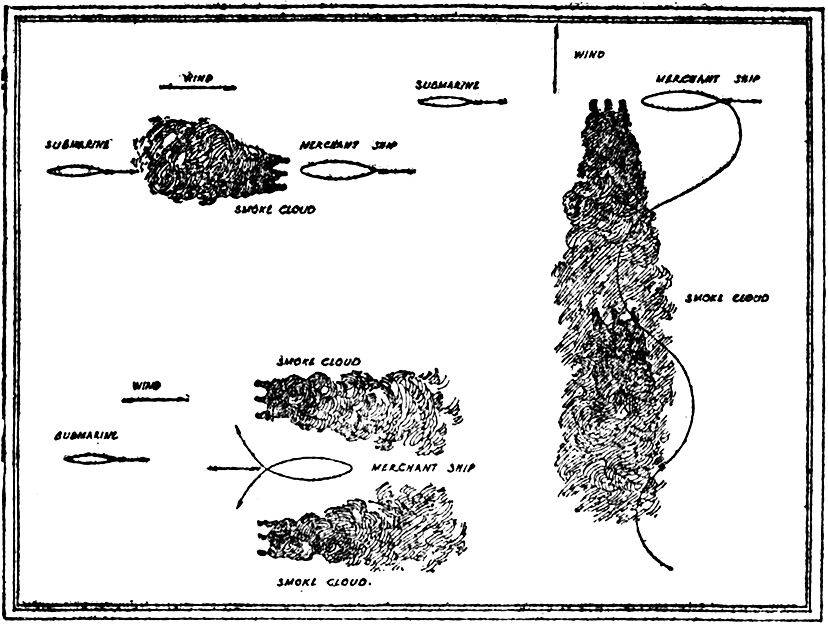 WIND
SUBMARINE
MERCHANT SHIP
SMOKE CLOUD
SUBMARINE
WIND
MERCHANT SHIP
SMOKE CLOUD
SMOKE CLOUD
WIND
SUBMARINE
MERCHANT SHIP
SMOKE CLOUD.